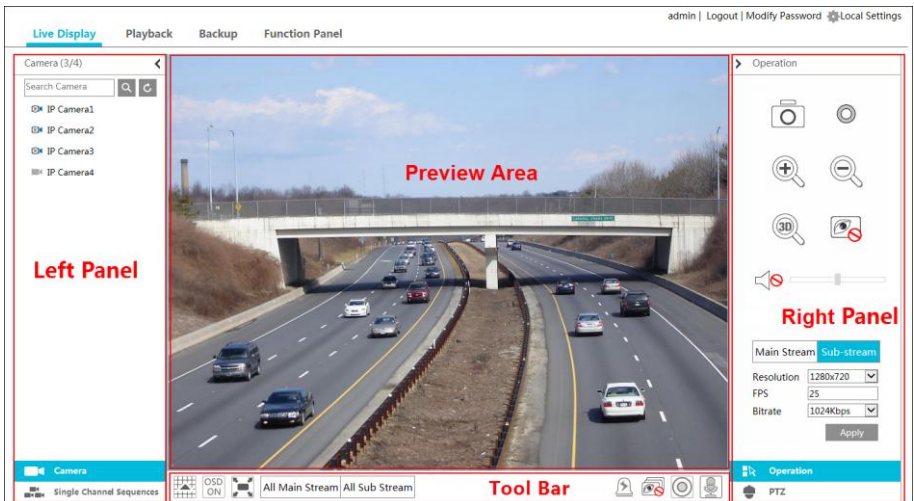 admin | Logout | Modify Password Local Settings
Live Display Playback Backup Function Panel
Camera (3/4)
Search Camera
IP Camera1
IP Camera2
IP Camera3
IP Camera4
Left Panel
Camera
Single Channel Sequences
Preview Area
OSD
ON
All Main Stream All Sub Stream
Tool Bar
Operation
3D
Right Panel
Main Stream Sub-stream
Resolution 1280x720
FPS 25
Bitrate 1024Kbps
Apply
Operation
PTZ